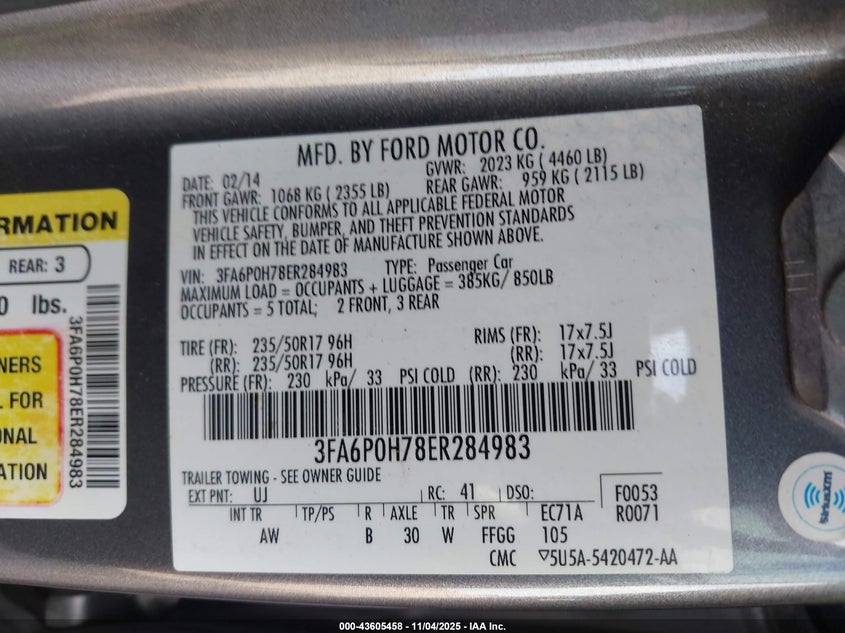 MFD. BY FORD MOTOR CO.
DATE: 02/14 GVWR: 2023 KG ( 4460 LB)
FRONT GAWR: 1068 KG ( 2355 LB) REAR GAWR: 959 KG ( 2115 LB)
THIS VEHICLE CONFORMS TO ALL APPLICABLE FEDERAL MOTOR
VEHICLE SAFETY, BUMPER, AND THEFT PREVENTION STANDARDS
IN EFFECT ON THE DATE OF MANUFACTURE SHOWN ABOVE.
VIN: 3FA6P0H78ER284983 TYPE: Passenger Car
MAXIMUM LOAD = OCCUPANTS + LUGGAGE = 385KG/ 850LB
OCCUPANTS = 5 TOTAL; 2 FRONT, 3 REAR
TIRE (FR): 235/50R17 96H RIMS (FR): 17x7.5J
(RR): 235/50R17 96H (RR): 17x7.5J
PRESSURE (FR): 230 kPa/ 33 PSI COLD (RR): 230 kPa/ 33 PSI COLD
3FA6P0H78ER284983
TRAILER TOWING - SEE OWNER GUIDE
EXT PNT: UJ RC: 41 DSO: F0053
INT TR TP/PS R AXLE TR SPR EC71A R0071
AW B 30 W FFGG 105
CMC ▽5U5A-5420472-AA
RMATION
REAR: 3
0 lbs.
NERS
L FOR
ONAL
ATION
3FA6P0H78ER284983
siriusxm
000-43605458 - 11/04/2025 - IAA Inc.